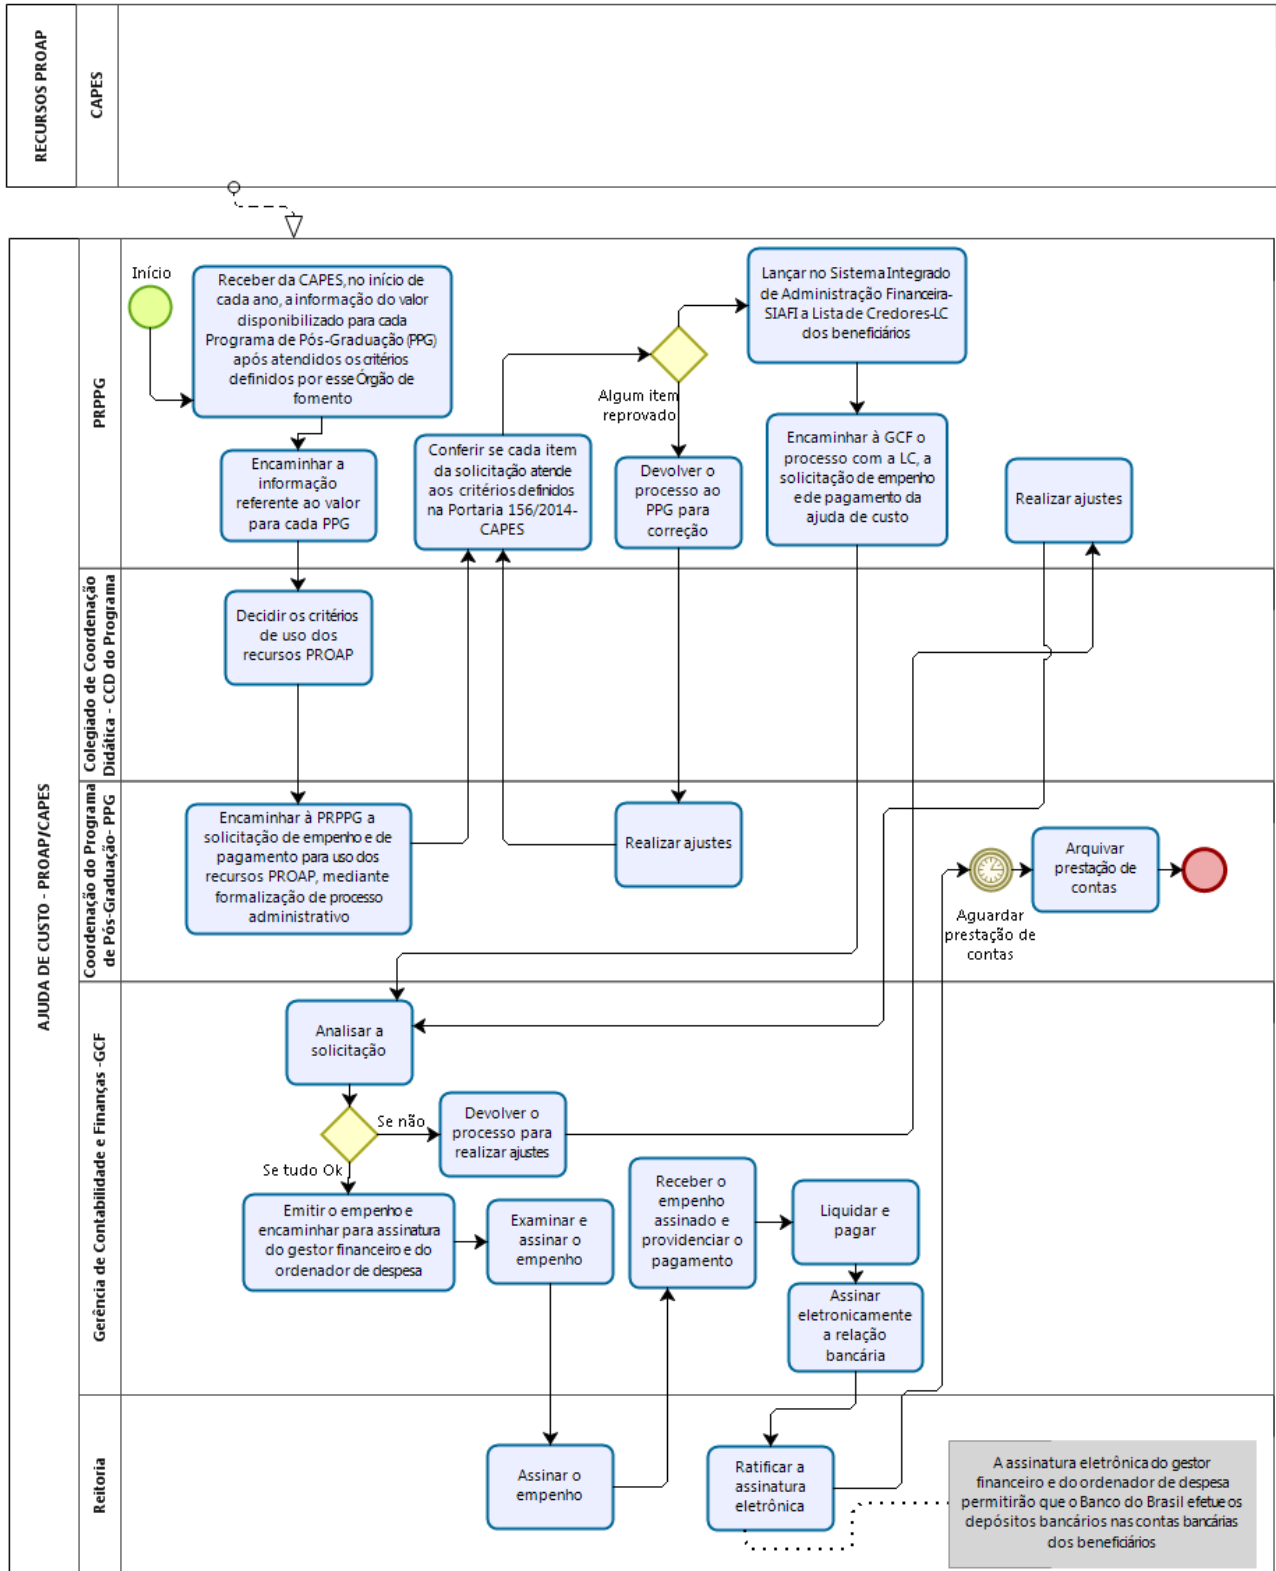 RECURSOS PROAP
CAPES
AJUDA DE CUSTO - PROAP/CAPES
PRPPG
Início
Receber da CAPES, no início de
cada ano, a informação do valor
disponibilizado para cada
Programa de Pós-Graduação (PPG)
após atendidos os critérios
definidos por esse Órgão de
fomento
Encaminhar a
informação
referente ao valor
para cada PPG
Conferir se cada item
da solicitação atende
aos critérios definidos
na Portaria 156/2014-
CAPES
Algum item
reprovado
Devolver o
processo ao
PPG para
correção
Lançar no Sistema Integrado
de Administração Financeira-
SIAFI a Lista de Credores-LC
dos beneficiários
Encaminhar à GCF o
processo com a LC, a
solicitação de empenho
e de pagamento da
ajuda de custo
Realizar ajustes
Colegiado de Coordenação
Didática - CCD do Programa
Decidir os critérios
de uso dos
recursos PROAP
Coordenação do Programa
de Pós-Graduação- PPG
Encaminhar à PRPPG a
solicitação de empenho e de
pagamento para uso dos
recursos PROAP, mediante
formalização de processo
administrativo
Realizar ajustes
Aguardar
prestação de
contas
Arquivar
prestação de
contas
Gerência de Contabilidade e Finanças -GCF
Analisar a
solicitação
Se não
Se tudo Ok
Devolver o
processo para
realizar ajustes
Emitir o empenho e
encaminhar para assinatura
do gestor financeiro e do
ordenador de despesa
Examinar e
assinar o
empenho
Receber o
empenho
assinado e
providenciar o
pagamento
Liquidar e
pagar
Assinar
eletronicamente
a relação
bancária
Reitoria
Assinar o
empenho
Ratificar a
assinatura
eletrônica
A assinatura eletrônica do gestor
financeiro e do ordenador de despesa
permitirão que o Banco do Brasil efetue os
depósitos bancários nas contas bancárias
dos beneficiários